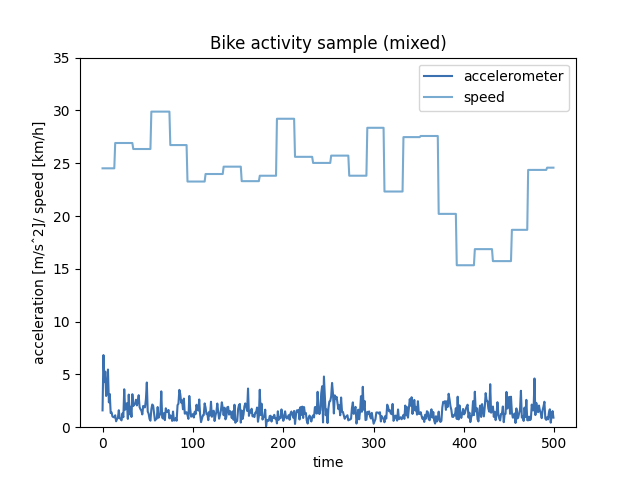 Bike activity sample (mixed)
accelerometer
speed
35
30
25
20
15
10
5
0
acceleration [m/s^2]/ speed [km/h]
0 100 200 300 400 500
time